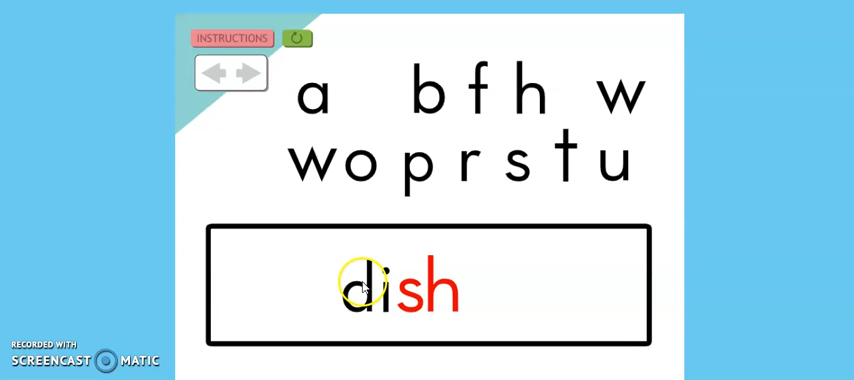 INSTRUCTIONS
a b f h w
w o p r s t u
dish
RECORDED WITH
SCREENCAST MATIC